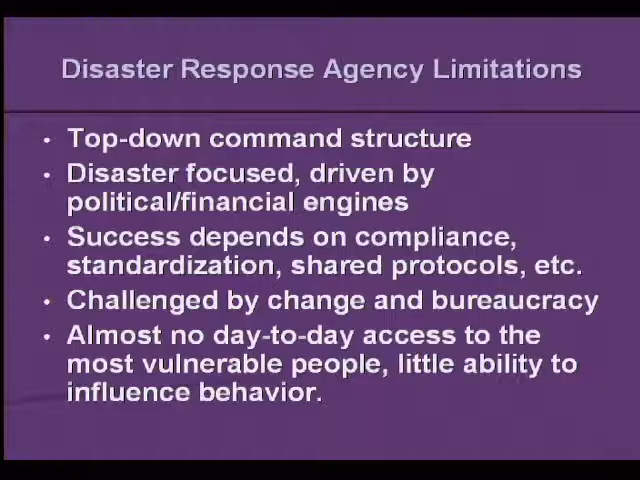 Disaster Response Agency Limitations
• Top-down command structure
• Disaster focused, driven by
political/financial engines
• Success depends on compliance,
standardization, shared protocols, etc.
• Challenged by change and bureaucracy
• Almost no day-to-day access to the
most vulnerable people, little ability to
influence behavior.